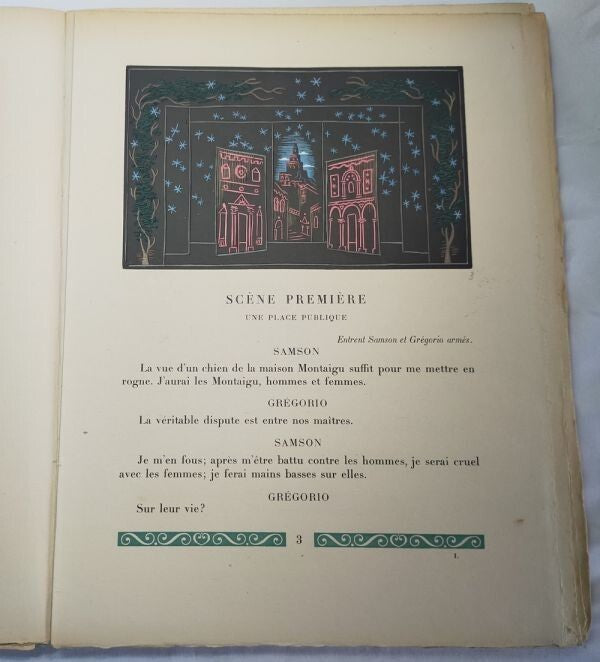 SCÈNE PREMIÈRE
UNE PLACE PUBLIQUE
Entrent Samson et Grégorio armés.
SAMSON
La vue d'un chien de la maison Montaigu suffit pour me mettre en
rogne. J'aurai les Montaigu, hommes et femmes.
GRÉGORIO
La véritable dispute est entre nos maîtres.
SAMSON
Je m'en fous; après m'être battu contre les hommes, je serai cruel
avec les femmes; je ferai mains basses sur elles.
GRÉGORIO
Sur leur vie?
3
1.